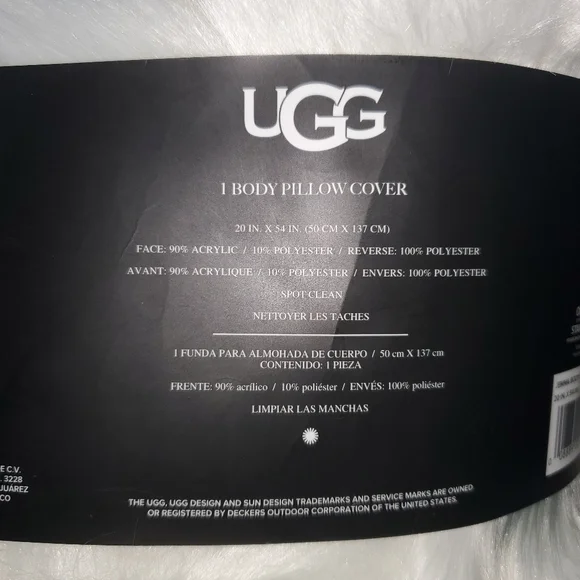 UGG
1 BODY PILLOW COVER
20 IN. X 54 IN. (50 CM X 137 CM)
FACE: 90% ACRYLIC / 10% POLYESTER / REVERSE: 100% POLYESTER
AVANT: 90% ACRYLIQUE / 10% POLYESTER / ENVERS: 100% POLYESTER
SPOT CLEAN
NETTOYER LES TACHES
1 FUNDA PARA ALMOHADA DE CUERPO / 50 cm X 137 cm
CONTENIDO: 1 PIEZA
FRENTE: 90% acrílico / 10% poliéster / ENVÉS: 100% poliéster
LIMPIAR LAS MANCHAS
E C.V.
3228
JUÁREZ
CO
THE UGG, UGG DESIGN AND SUN DESIGN TRADEMARKS AND SERVICE MARKS ARE OWNED
OR REGISTERED BY DECKERS OUTDOOR CORPORATION OF THE UNITED STATES.